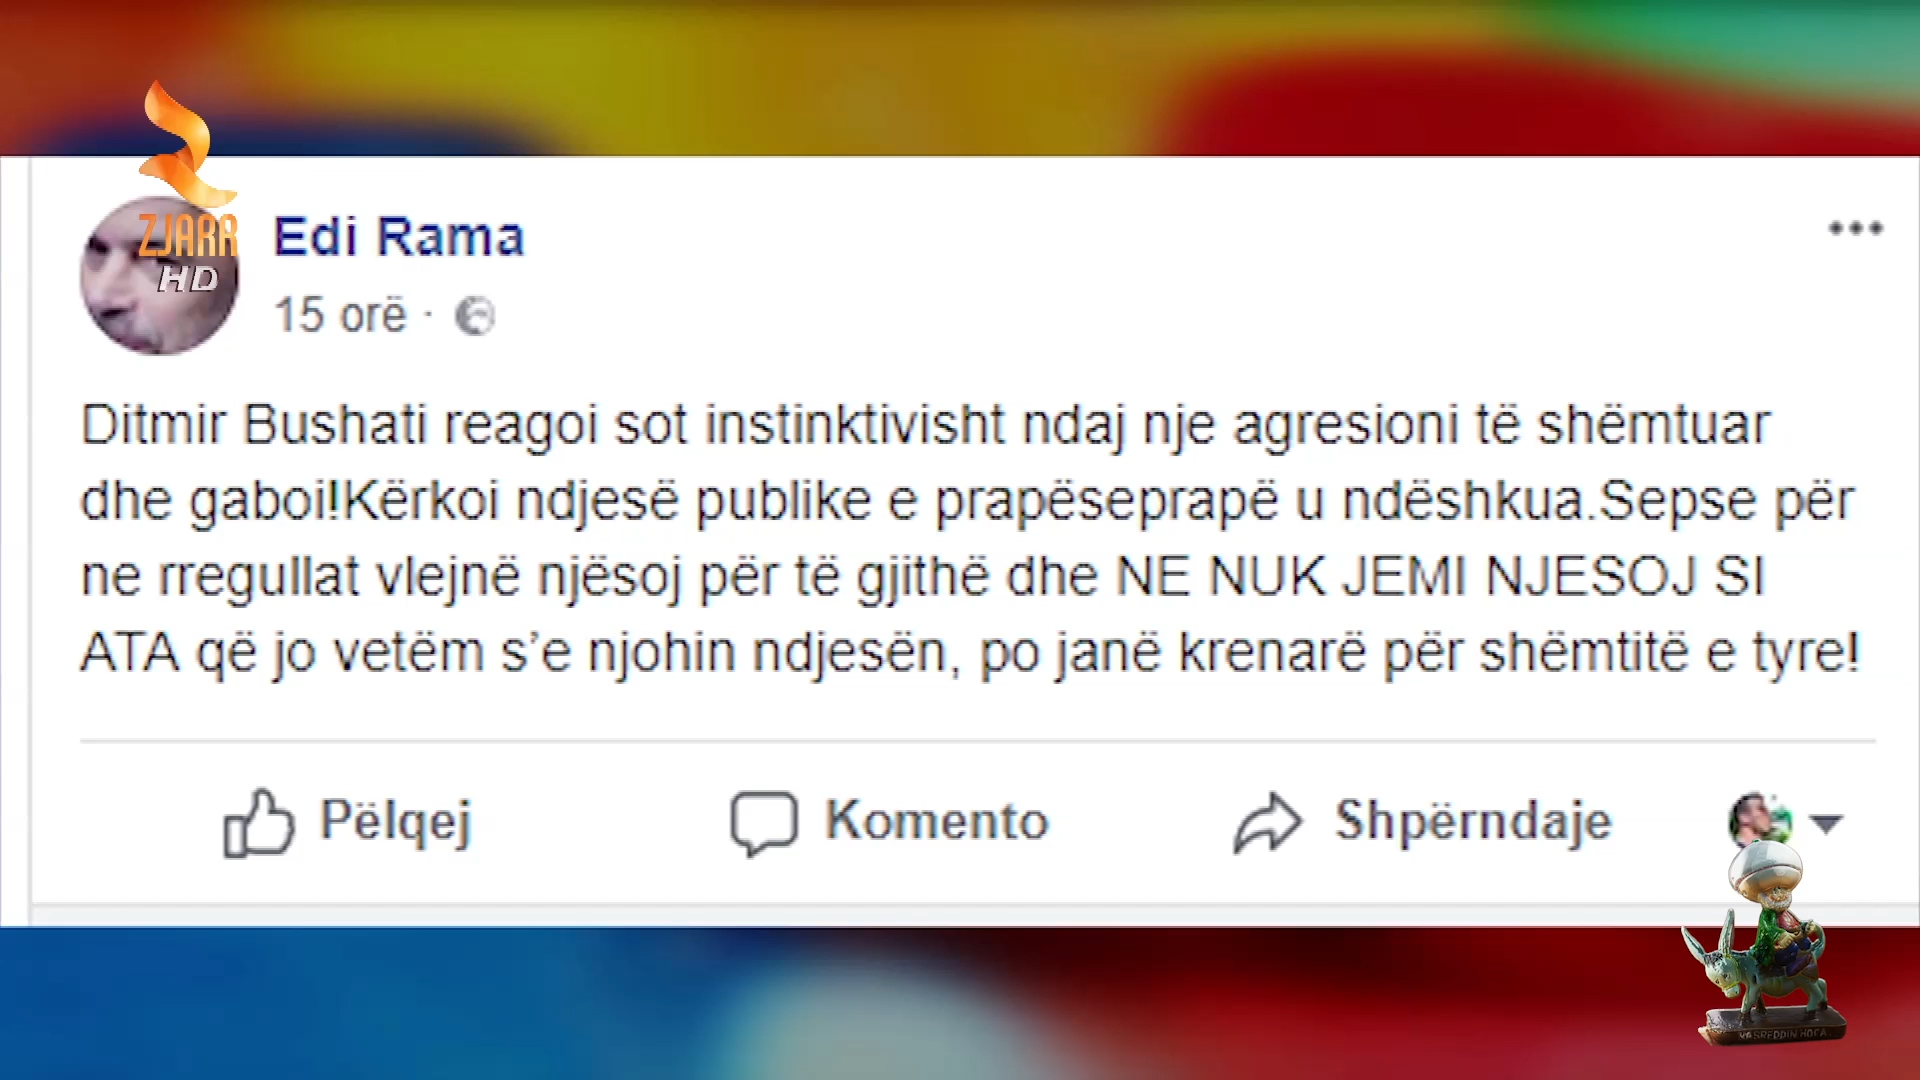 ZJARR
HD
Edi Rama
15 orë ·
Ditmir Bushati reagoi sot instinktivisht ndaj nje agresioni të shëmtuar
dhe gaboi!Kërkoi ndjesë publike e prapëseprapë u ndëshkua.Sepse për
ne rregullat vlejnë njësoj për të gjithë dhe NE NUK JEMI NJESOJ SI
ATA që jo vetëm s’e njohin ndjesën, po janë krenarë për shëmtitë e tyre!
Pëlqej
Komento
Shpërndaje
NASREDDIN HOCA